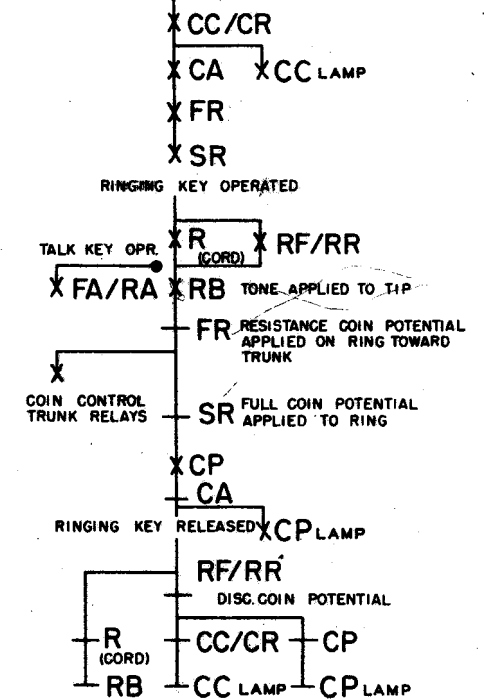 CC/CR
CA
CC LAMP
FR
SR
RINGING KEY OPERATED
R
(CORD)
RF/RR
TALK KEY OPR.
FA/RA
RB TONE APPLIED TO TIP
FR RESISTANCE COIN POTENTIAL
APPLIED ON RING TOWARD
TRUNK
COIN CONTROL
TRUNK RELAYS
SR FULL COIN POTENTIAL
APPLIED TO RING
CP
CA
RINGING KEY RELEASED
CP LAMP
RF/RR
DISC. COIN POTENTIAL
R
(CORD)
CC/CR
CP
RB
CC LAMP
CP LAMP